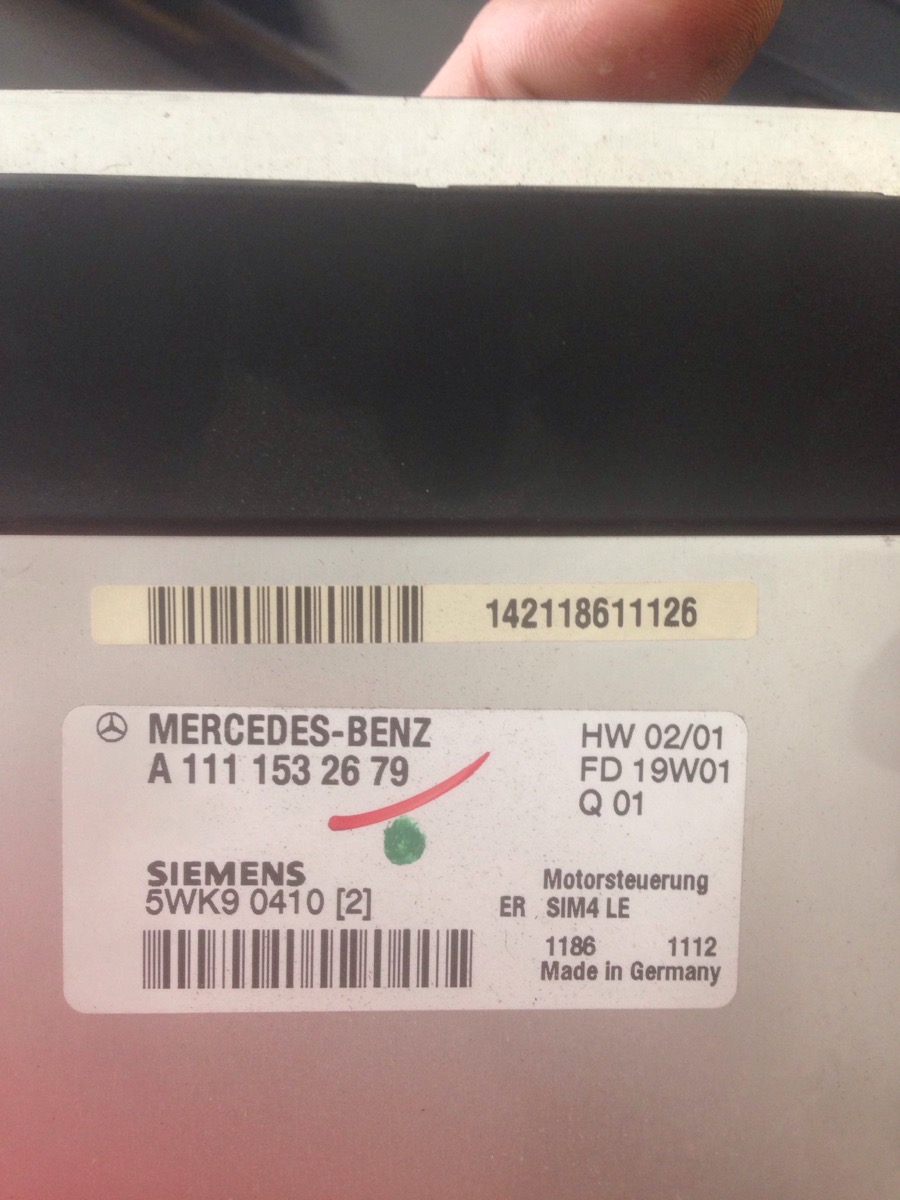 142118611126
MERCEDES-BENZ
A 111 153 26 79
HW 02/01
FD 19W01
Q 01
SIEMENS
5WK9 0410 [2]
Motorsteuerung
ER SIM4 LE
1186 1112
Made in Germany